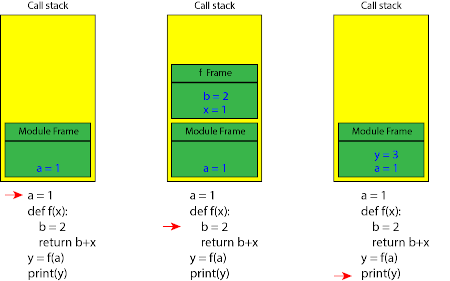 Call stack
Module Frame
a = 1
a = 1
def f(x):
b = 2
return b+x
y = f(a)
print(y)
Call stack
f Frame
b = 2
x = 1
Module Frame
a = 1
a = 1
def f(x):
b = 2
return b+x
y = f(a)
print(y)
Call stack
Module Frame
y = 3
a = 1
a = 1
def f(x):
b = 2
return b+x
y = f(a)
print(y)